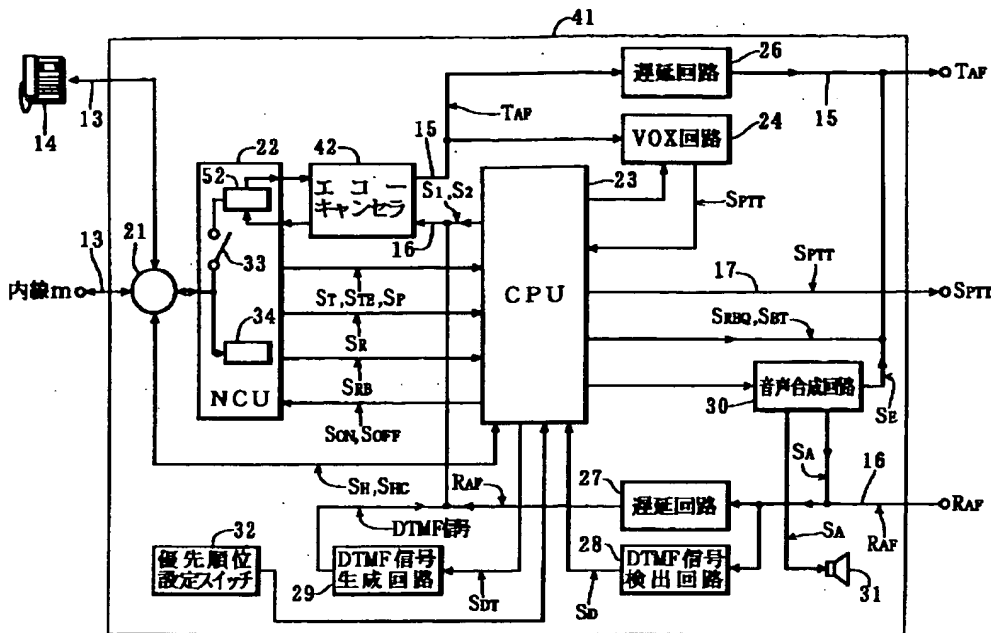 41
14
13
26
遅延回路
15
TAF
TAF
24
VOX回路
22
42
15
52
エコー
キャンセラ
S1,S2
16
23
SPTT
21
13
内線m
33
CPU
17
SPTT
SPTT
ST,STE,SP
SR
34
SRB
NCU
SON,SOFF
SRBQ,SBT
音声合成回路
30
SE
SA
SH,SHC
RAF
27
遅延回路
16
RAF
RAF
DTMF信号
32
優先順位
設定スイッチ
DTMF信号
生成回路
29
SDT
28
DTMF信号
検出回路
SD
SA
31